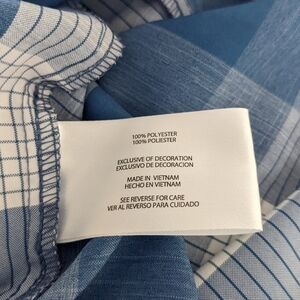 100% POLYESTER
100% POLIESTER
EXCLUSIVE OF DECORATION
EXCLUSIVO DE DECORACION
MADE IN VIETNAM
HECHO EN VIETNAM
SEE REVERSE FOR CARE
VER AL REVERSO PARA CUIDADO